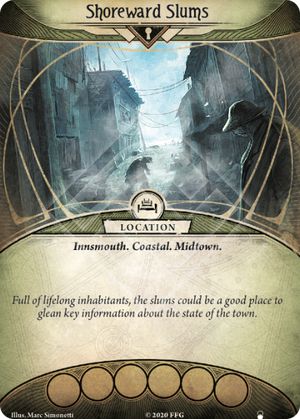 Shoreward Slums
LOCATION
Innsmouth. Coastal. Midtown.
Full of lifelong inhabitants, the slums could be a good place to
glean key information about the state of the town.
Illus. Marc Simonetti
© 2020 FFG